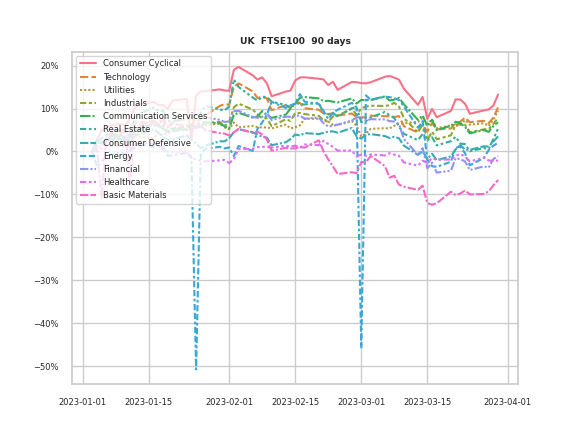 UK FTSE100 90 days
20%
10%
0%
−10%
−20%
−30%
−40%
−50%
Consumer Cyclical
Technology
Utilities
Industrials
Communication Services
Real Estate
Consumer Defensive
Energy
Financial
Healthcare
Basic Materials
2023-01-01
2023-01-15
2023-02-01
2023-02-15
2023-03-01
2023-03-15
2023-04-01